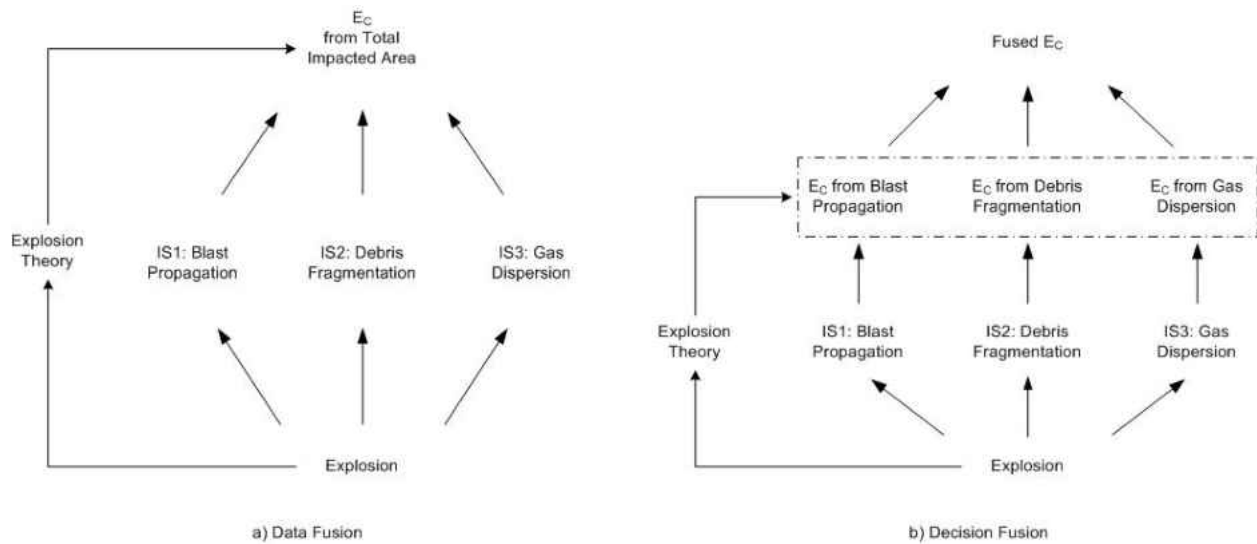 E_C
from Total
Impacted Area
Explosion
Theory
IS1: Blast
Propagation
IS2: Debris
Fragmentation
IS3: Gas
Dispersion
Explosion
a) Data Fusion
Fused E_C
E_C from Blast
Propagation
E_C from Debris
Fragmentation
E_C from Gas
Dispersion
Explosion
Theory
IS1: Blast
Propagation
IS2: Debris
Fragmentation
IS3: Gas
Dispersion
Explosion
b) Decision Fusion